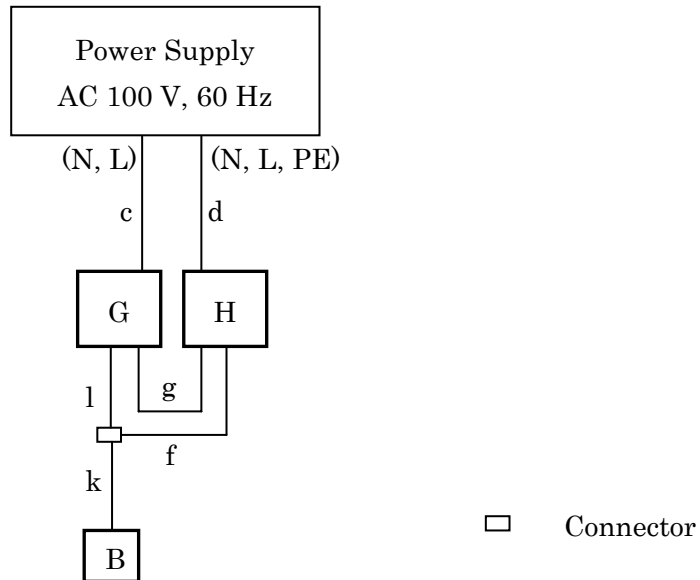 Power Supply
AC 100 V, 60 Hz
(N, L) (N, L, PE)
c d
G H
g
l
f
k
B
Connector